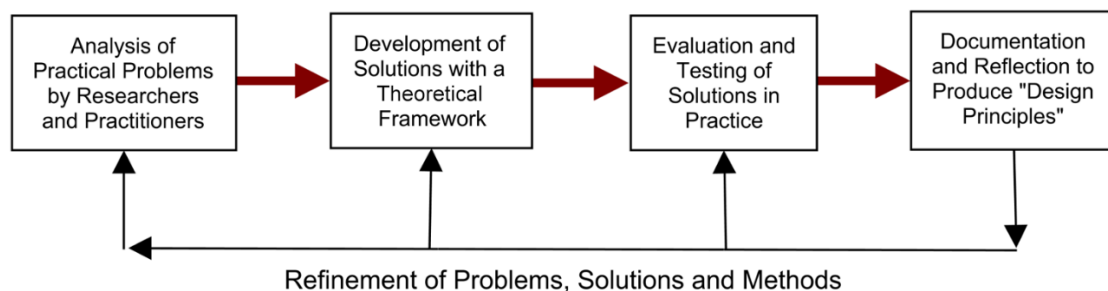 Analysis of
Practical Problems
by Researchers
and Practitioners
Development of
Solutions with a
Theoretical
Framework
Evaluation and
Testing of
Solutions in
Practice
Documentation
and Reflection to
Produce "Design
Principles"
Refinement of Problems, Solutions and Methods